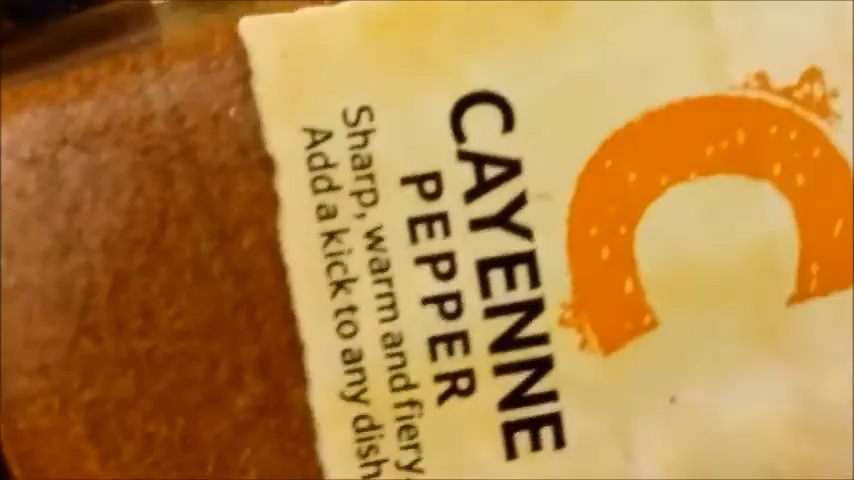 C
CAYENNE
PEPPER
Sharp, warm and fiery
Add a kick to any dish